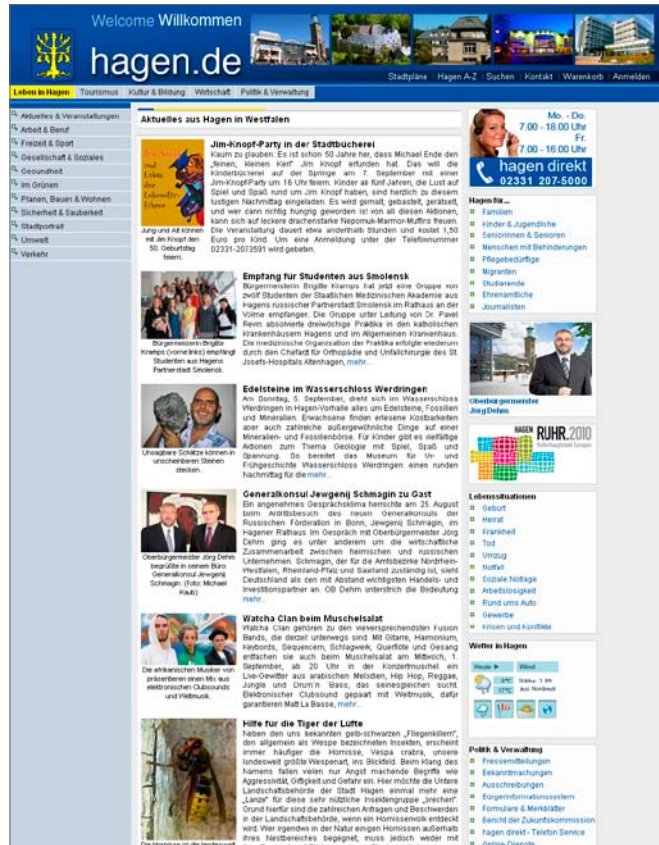 Welcome Willkommen
hagen.de
Stadtpläne Hagen A-Z Suchen Kontakt Warenkorb Anmelden
Leben in Hagen Tourismus Kultur & Bildung Wirtschaft Politik & Verwaltung
Aktuelles & Veranstaltungen
Arbeit & Beruf
Freizeit & Sport
Gesellschaft & Soziales
Gesundheit
Im Grünen
Planen, Bauen & Wohnen
Sicherheit & Sauberkeit
Stadtportrait
Umwelt
Verkehr
Aktuelles aus Hagen in Westfalen
Jim-Knopf-Party in der Stadtbücherei
Kaum zu glauben: Es ist schon 50 Jahre her, dass Michael Ende den
„feinen, kleinen Kerl" Jim Knopf erfunden hat. Das will die
Kinderbücherei auf der Springe am 7. September mit einer
Jim-Knopf-Party um 16 Uhr feiern. Kinder ab fünf Jahren, die Lust auf
Spiel und Spaß rund um Jim Knopf haben, sind herzlich zu diesem
lustigen Nachmittag eingeladen. Es wird gemalt, gebastelt, gerätselt,
und wer dann richtig hungrig geworden ist von all diesen Aktionen,
kann sich auf leckere drachenstarke Nepomuk-Marmor-Muffins freuen.
Die Veranstaltung dauert etwa anderthalb Stunden und kostet 1,50
Euro pro Kind. Um eine Anmeldung unter der Telefonnummer
02331-2073591 wird gebeten.
Jung und Alt können
mit Jim Knopf den
50. Geburtstag
feiern.
Empfang für Studenten aus Smolensk
Bürgermeisterin Brigitte Kramps hat jetzt eine Gruppe von
zwölf Studenten der Staatlichen Medizinischen Akademie aus
Hagens russischer Partnerstadt Smolensk im Rathaus an der
Volme empfangen. Die Gruppe unter Leitung von Dr. Pavel
Revin absolvierte dreiwöchige Praktika in den katholischen
Krankenhäusern Hagens und im Allgemeinen Krankenhaus.
Die medizinische Organisation der Praktika erfolgte wiederum
durch den Chefarzt für Orthopädie und Unfallchirurgie des St.
Josefs-Hospitals Altenhagen, mehr...
Bürgermeisterin Brigitte
Kramps (vorne links) empfängt
Studenten aus Hagens
Partnerstadt Smolensk.
Edelsteine im Wasserschloss Werdringen
Am Sonntag, 5. September, dreht sich im Wasserschloss
Werdringen in Hagen-Vorhalle alles um Edelsteine, Fossilien
und Mineralien. Erwachsene finden erlesene Kostbarkeiten
aber auch zahlreiche außergewöhnliche Dinge auf einer
Mineralien- und Fossilienbörse. Für Kinder gibt es vielfältige
Aktionen zum Thema Geologie mit Spiel, Spaß und
Spannung. So bereitet das Museum für Ur- und
Frühgeschichte Wasserschloss Werdringen einen runden
Nachmittag für die mehr...
Unsagbare Schätze können in
unscheinbaren Steinen
stecken.
Generalkonsul Jewgenij Schmagin zu Gast
Ein angenehmes Gesprächsklima herrschte am 25. August
beim Antrittsbesuch des neuen Generalkonsuls der
Russischen Förderation in Bonn, Jewgenij Schmagin, im
Hagener Rathaus. Im Gespräch mit Oberbürgermeister Jörg
Dehm ging es unter anderem um die wirtschaftliche
Zusammenarbeit zwischen heimischen und russischen
Unternehmen. Schmagin, der für die Amtsbezirke Nordrhein-
Westfalen, Rheinland-Pfalz und Saarland zuständig ist, sieht
Deutschland als den mit Abstand wichtigsten Handels- und
Investitionspartner an. OB Dehm unterstrich die Bedeutung
mehr...
Oberbürgermeister Jörg Dehm
begrüßte in seinem Büro
Generalkonsul Jewgenij
Schmagin. (Foto: Michael
Kaub)
Watcha Clan beim Muschelsalat
Watcha Clan gehören zu den vielversprechendsten Fusion
Bands, die derzeit unterwegs sind. Mit Gitarre, Harmonium,
Keybords, Sequencern, Schlagwerk, Querflöte und Gesang
entfachen sie auch beim Muschelsalat am Mittwoch, 1.
September, ab 20 Uhr in der Konzertmuschel ein
Live-Gewitter aus arabischen Melodien, Hip Hop, Reggae,
Jungle und Drum'n 'Bass, das seinesgleichen sucht.
Elektronischer Clubsound gepaart mit Weltmusik, dafür
garantieren Matt La Basse, mehr...
Die afrikanischen Musiker von
präsentieren einen Mix aus
elektronischen Clubsounds
und Weltmusik.
Hilfe für die Tiger der Lüfte
Neben den uns bekannten gelb-schwarzen „Fliegenkillern",
den allgemein als Wespe bezeichneten Insekten, erscheint
immer häufiger die Hornisse, Vespa crabra, unsere
landesweit größte Wespenart, ins Blickfeld. Beim Klang des
Namens fallen vielen nur Angst machende Begriffe wie
Aggressivität, Giftigkeit und Gefahr ein. Hier möchte die Untere
Landschaftsbehörde der Stadt Hagen einmal mehr eine
„Lanze" für diese sehr nützliche Insektengruppe „brechen".
Grund hierfür sind die zahlreichen Anfragen und Beschwerden
in der Landschaftsbehörde, wenn ein Hornissenvolk entdeckt
wird. Wer irgendwo in der Natur einigen Hornissen außerhalb
ihres Nestbereiches begegnet, muss jedoch weder mit
Die Hornisse ist die landesweit
Mo. - Do.
7.00 - 18.00 Uhr
Fr.
7.00 - 16.00 Uhr
hagen direkt
02331 207-5000
Hagen für...
Familien
Kinder & Jugendliche
Seniorinnen & Senioren
Menschen mit Behinderungen
Pflegebedürftige
Migranten
Studierende
Ehrenamtliche
Journalisten
Oberbürgermeister
Jörg Dehm
HAGEN RUHR.2010
Kulturhauptstadt Europas
Lebenssituationen
Geburt
Heirat
Krankheit
Tod
Umzug
Notfall
Soziale Notlage
Arbeitslosigkeit
Rund ums Auto
Gewerbe
Krisen und Konflikte
Wetter in Hagen
Heute Wind
aus Nordost
Politik & Verwaltung
Pressemitteilungen
Bekanntmachungen
Ausschreibungen
Bürgerinformationssystem
Formulare & Merkblätter
Bericht der Zukunftskommission
hagen direkt - Telefon Service
Online-Dienste